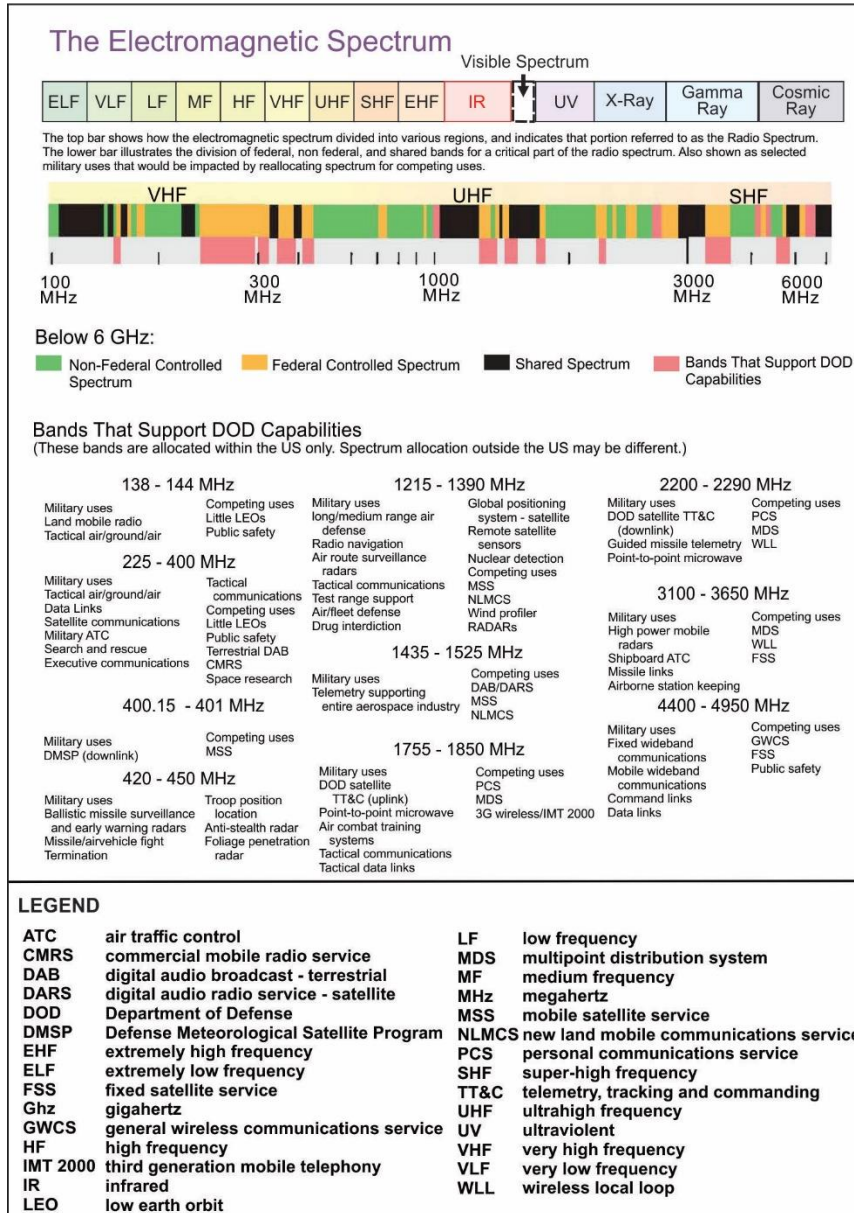 The Electromagnetic Spectrum
Visible Spectrum
ELF VLF LF MF HF VHF UHF SHF EHF IR UV X-Ray Gamma Ray Cosmic Ray
The top bar shows how the electromagnetic spectrum divided into various regions, and indicates that portion referred to as the Radio Spectrum.
The lower bar illustrates the division of federal, non federal, and shared bands for a critical part of the radio spectrum. Also shown as selected
military uses that would be impacted by reallocating spectrum for competing uses.
VHF UHF SHF
100 MHz 300 MHz 1000 MHz 3000 MHz 6000 MHz
Below 6 GHz:
Non-Federal Controlled Spectrum
Federal Controlled Spectrum
Shared Spectrum
Bands That Support DOD Capabilities
Bands That Support DOD Capabilities
(These bands are allocated within the US only. Spectrum allocation outside the US may be different.)
138 - 144 MHz
Military uses
Land mobile radio
Tactical air/ground/air
Competing uses
Little LEOs
Public safety
225 - 400 MHz
Military uses
Tactical air/ground/air
Data Links
Satellite communications
Military ATC
Search and rescue
Executive communications
Tactical
communications
Competing uses
Little LEOs
Public safety
Terrestrial DAB
CMRS
Space research
400.15 - 401 MHz
Military uses
DMSP (downlink)
Competing uses
MSS
420 - 450 MHz
Military uses
Ballistic missile surveillance
and early warning radars
Missile/airvehicle fight
Termination
Troop position
location
Anti-stealth radar
Foliage penetration
radar
1215 - 1390 MHz
Military uses
long/medium range air
defense
Radio navigation
Air route surveillance
radars
Tactical communications
Test range support
Air/fleet defense
Drug interdiction
Global positioning
system - satellite
Remote satellite
sensors
Nuclear detection
Competing uses
MSS
NLMCS
Wind profiler
RADARs
1435 - 1525 MHz
Military uses
Telemetry supporting
entire aerospace industry
Competing uses
DAB/DARS
MSS
NLMCS
1755 - 1850 MHz
Military uses
DOD satellite
TT&C (uplink)
Point-to-point microwave
Air combat training
systems
Tactical communications
Tactical data links
Competing uses
PCS
MDS
3G wireless/IMT 2000
2200 - 2290 MHz
Military uses
DOD satellite TT&C
(downlink)
Guided missile telemetry
Point-to-point microwave
Competing uses
PCS
MDS
WLL
3100 - 3650 MHz
Military uses
High power mobile
radars
Shipboard ATC
Missile links
Airborne station keeping
Competing uses
MDS
WLL
FSS
4400 - 4950 MHz
Military uses
Fixed wideband
communications
Mobile wideband
communications
Command links
Data links
Competing uses
GWCS
FSS
Public safety
LEGEND
ATC air traffic control
CMRS commercial mobile radio service
DAB digital audio broadcast - terrestrial
DARS digital audio radio service - satellite
DOD Department of Defense
DMSP Defense Meteorological Satellite Program
EHF extremely high frequency
ELF extremely low frequency
FSS fixed satellite service
Ghz gigahertz
GWCS general wireless communications service
HF high frequency
IMT 2000 third generation mobile telephony
IR infrared
LEO low earth orbit
LF low frequency
MDS multipoint distribution system
MF medium frequency
MHz megahertz
MSS mobile satellite service
NLMCS new land mobile communications service
PCS personal communications service
SHF super-high frequency
TT&C telemetry, tracking and commanding
UHF ultrahigh frequency
UV ultraviolent
VHF very high frequency
VLF very low frequency
WLL wireless local loop